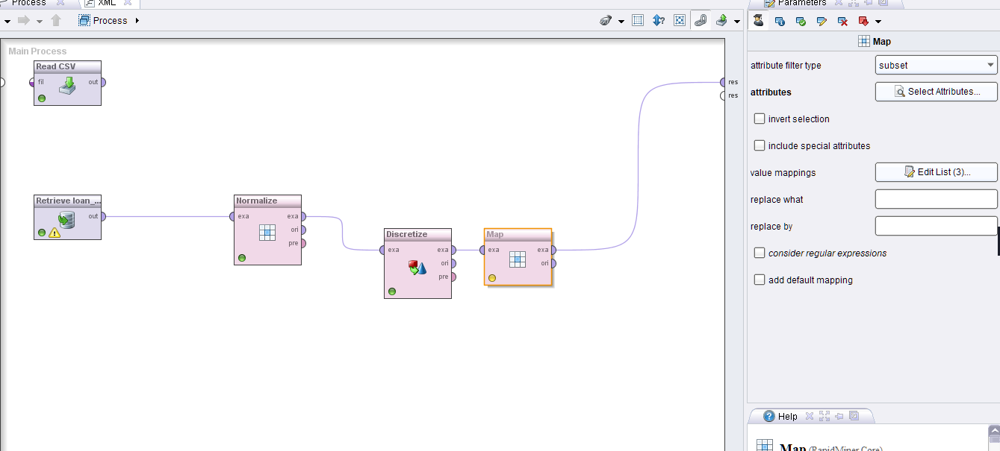 Process XML Parameters
Process
Map
Main Process
Read CSV
fil out
res
res
attribute filter type subset
attributes Select Attributes...
invert selection
include special attributes
value mappings Edit List (3)...
replace what
replace by
consider regular expressions
add default mapping
Retrieve loan_...
out
Normalize
exa exa
ori
pre
Discretize
exa exa
ori
pre
Map
exa exa
ori
Help
Map (RapidMiner Core)